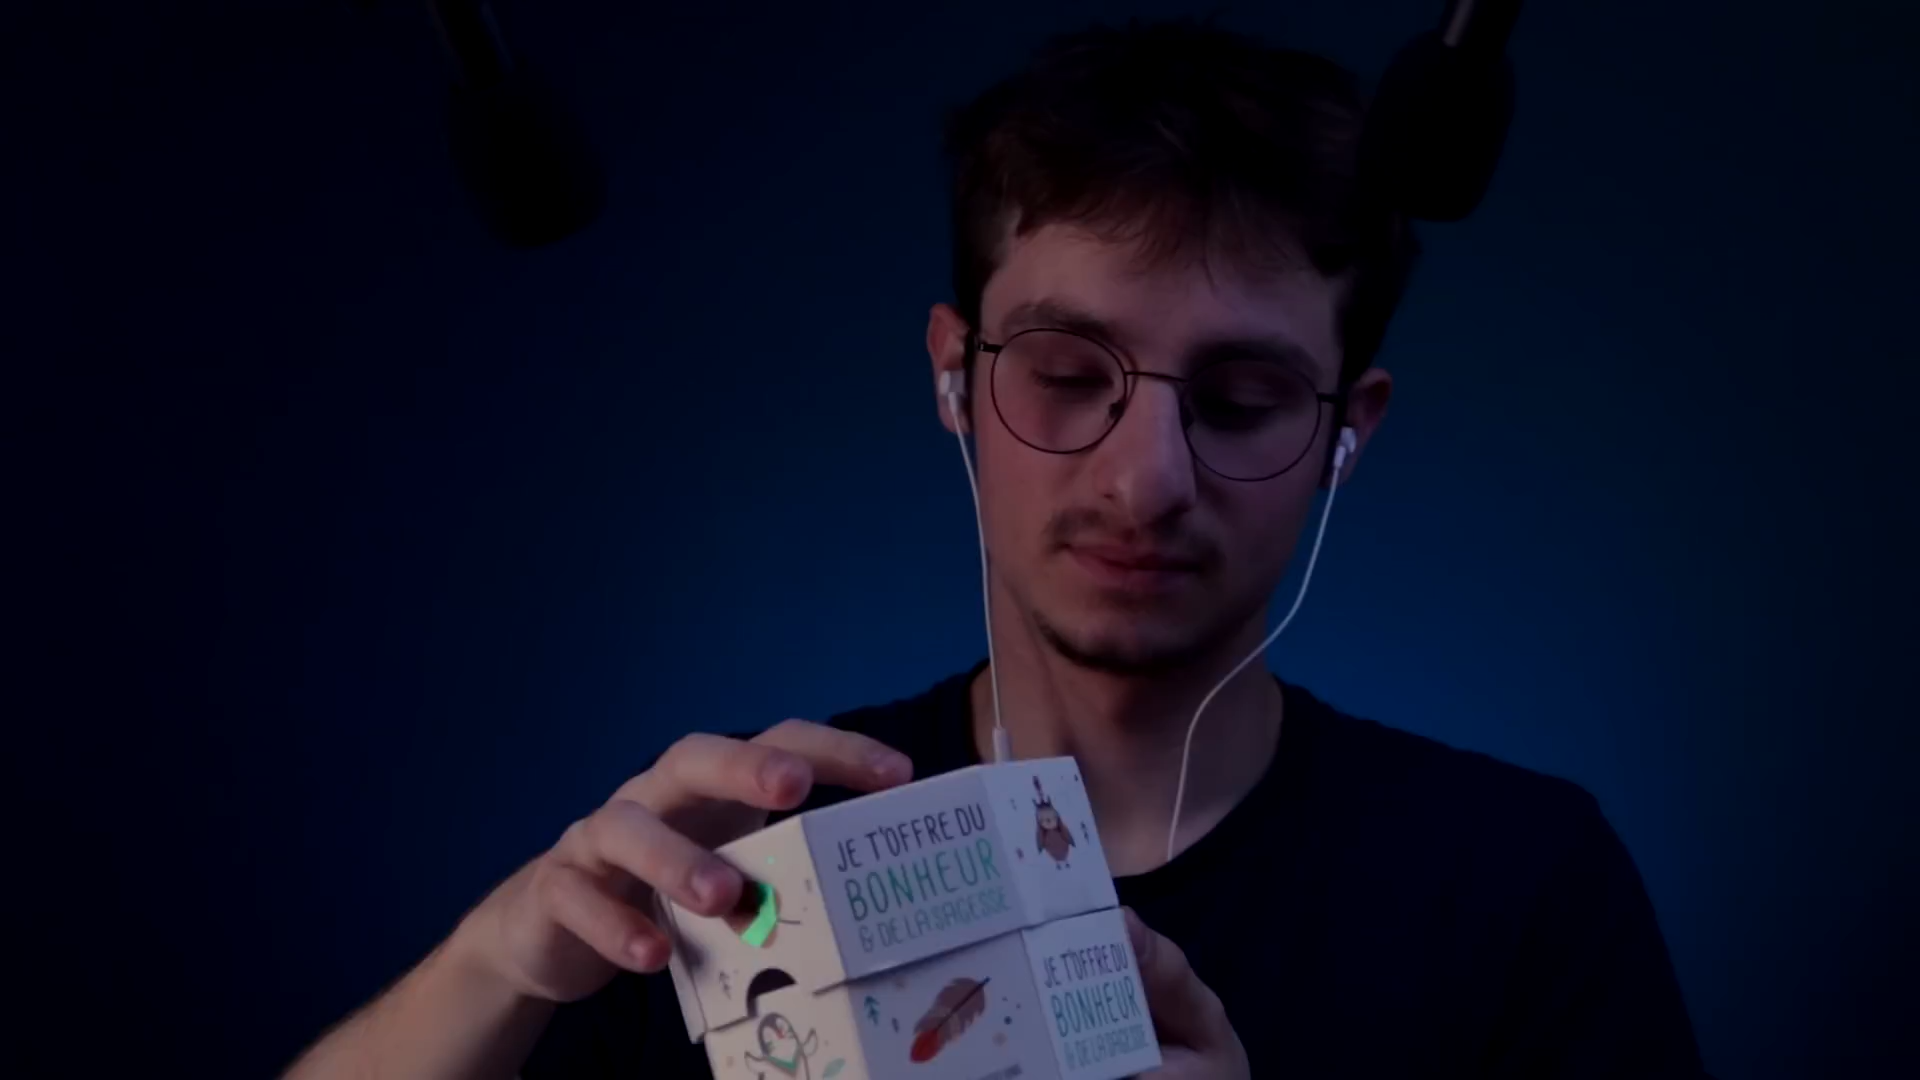 JE T'OFFRE DU
BONHEUR
& DE LA SAGESSE
JE T'OFFRE DU
BONHEUR
& DE LA SAGESSE